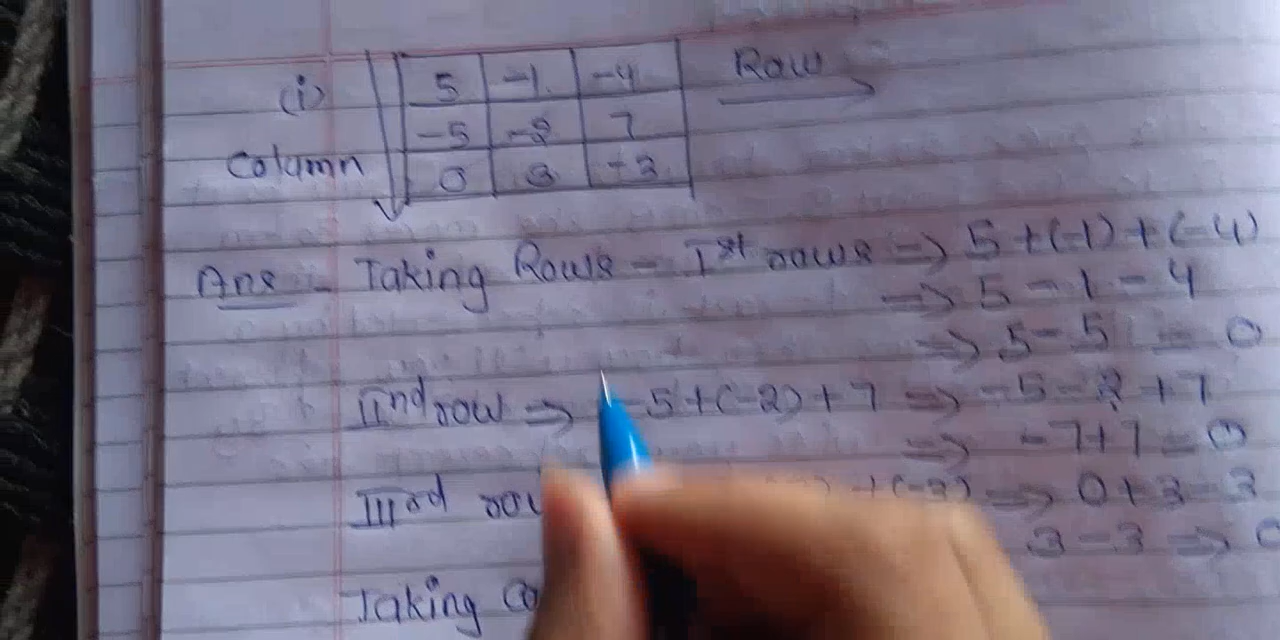 (i) 5 -1 -4 Row
-5 -2 7
Column 0 3 -3
Ans - Taking Rows - Ist rows => 5 + (-1) + (-4)
=> 5 - 1 - 4
=> 5 - 5 = 0
IInd row => -5 + (-2) + 7 => -5 - 2 + 7
=> -7 + 7 = 0
IIIrd + (-3) => 0 + 3 - 3
3 - 3 => 0
Taking